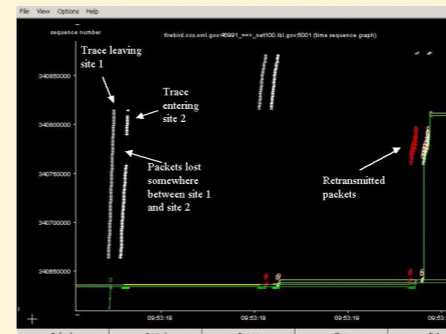 File View Options Help
sequence number
firebird.ccs.ornl.gov:46991_==>_net100.lbl.gov:5001 (time sequence graph)
Trace leaving
site 1
Trace
entering
site 2
340850000
340800000
340750000
340650000
Packets lost
somewhere
between site 1
and site 2
Retransmitted
packets
09:53:19
09:53:19
09:53:19